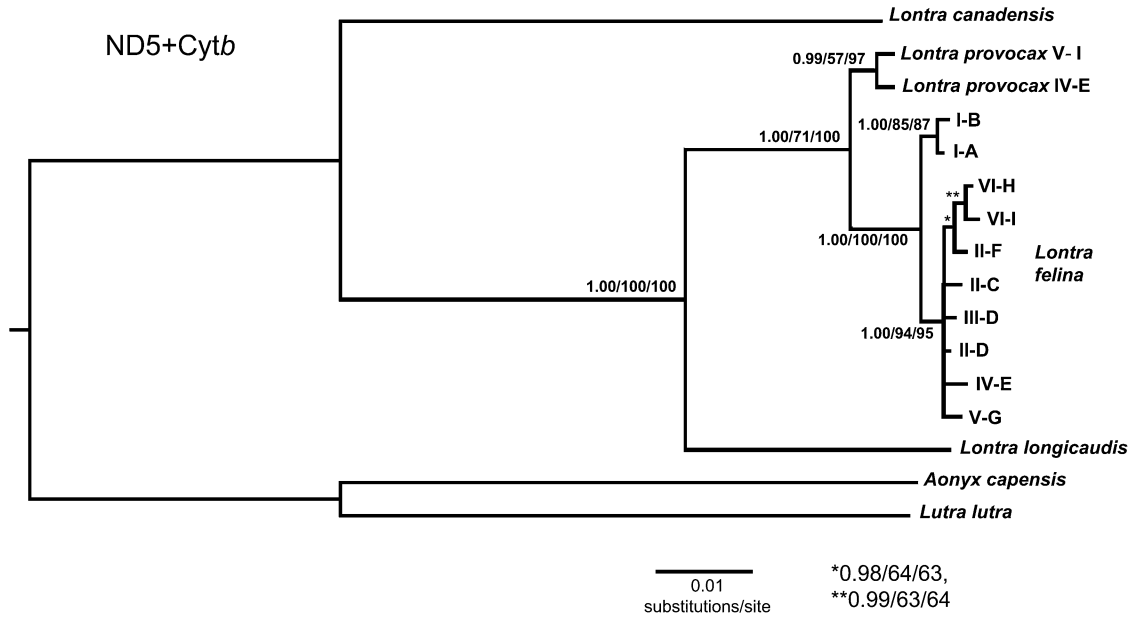 Lontra canadensis
ND5+Cytb
0.99/57/97
Lontra provocax V- I
Lontra provocax IV-E
1.00/71/100
1.00/85/87
I-B
I-A
**
VI-H
*
VI-I
1.00/100/100
II-F
Lontra
felina
1.00/100/100
II-C
III-D
1.00/94/95
II-D
IV-E
V-G
Lontra longicaudis
Aonyx capensis
Lutra lutra
0.01
substitutions/site
*0.98/64/63,
**0.99/63/64